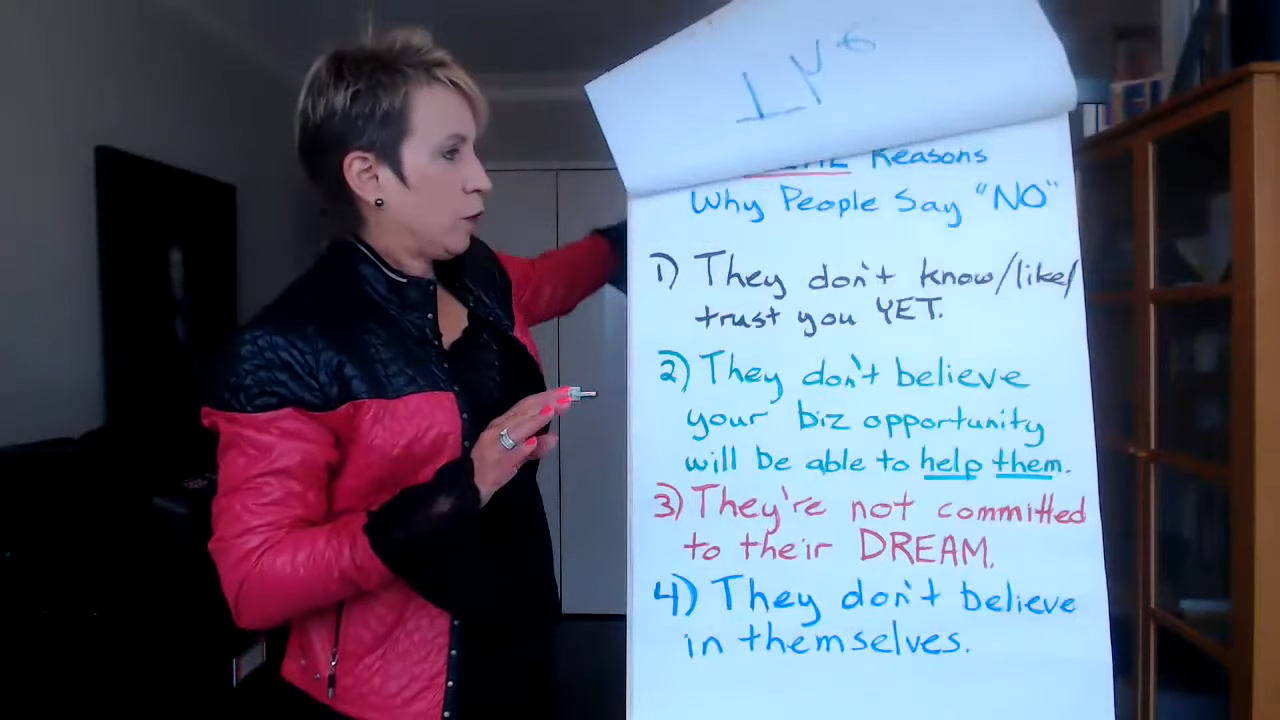 Reasons
Why People Say "NO"
1) They don't know/like/
trust you YET.
2) They don't believe
your biz opportunity
will be able to help them.
3) They're not committed
to their DREAM.
4) They don't believe
in themselves.